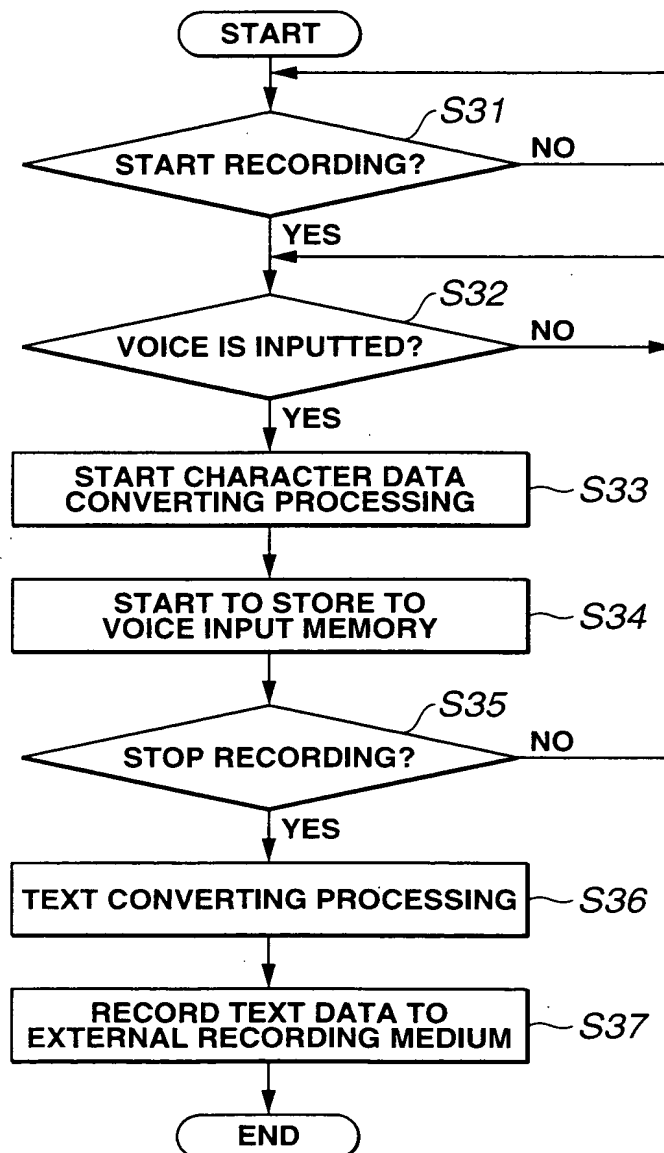 START
S31
START RECORDING?
NO
YES
S32
VOICE IS INPUTTED?
NO
YES
START CHARACTER DATA
CONVERTING PROCESSING
S33
START TO STORE TO
VOICE INPUT MEMORY
S34
S35
STOP RECORDING?
NO
YES
TEXT CONVERTING PROCESSING
S36
RECORD TEXT DATA TO
EXTERNAL RECORDING MEDIUM
S37
END